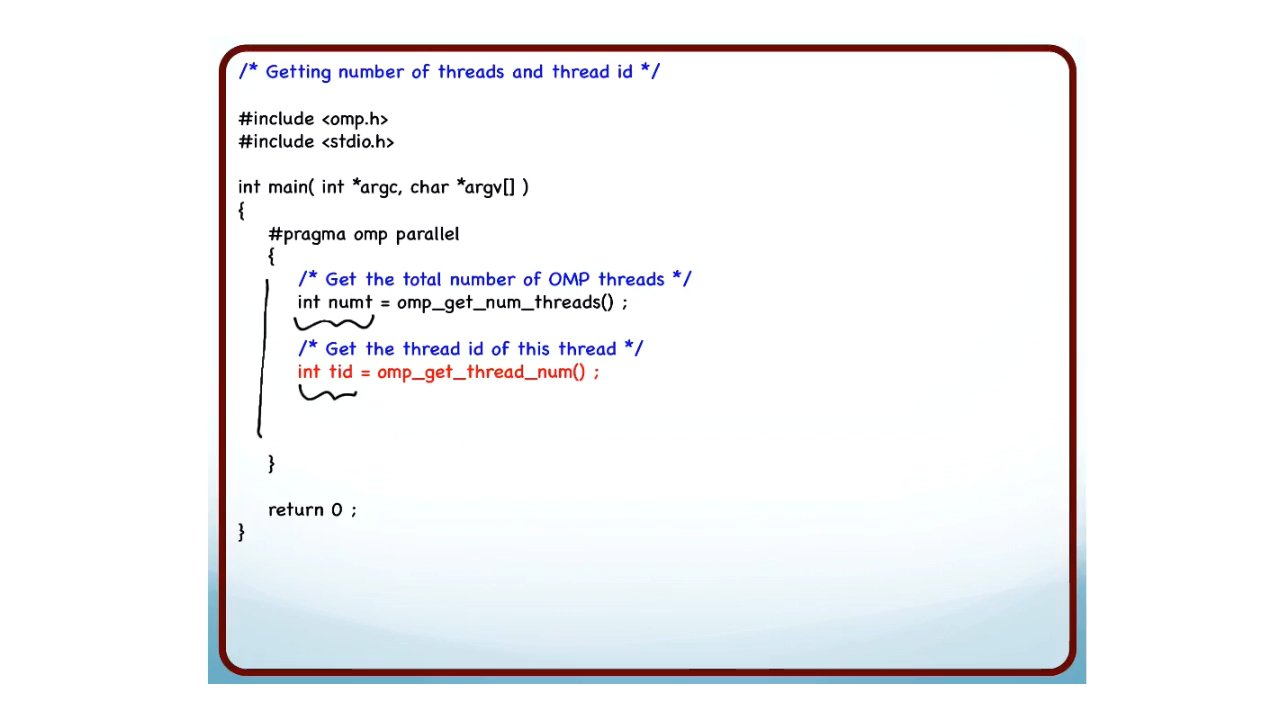 /* Getting number of threads and thread id */
#include <omp.h>
#include <stdio.h>
int main( int *argc, char *argv[] )
{
#pragma omp parallel
{
/* Get the total number of OMP threads */
int numt = omp_get_num_threads() ;
/* Get the thread id of this thread */
int tid = omp_get_thread_num() ;
}
return 0 ;
}